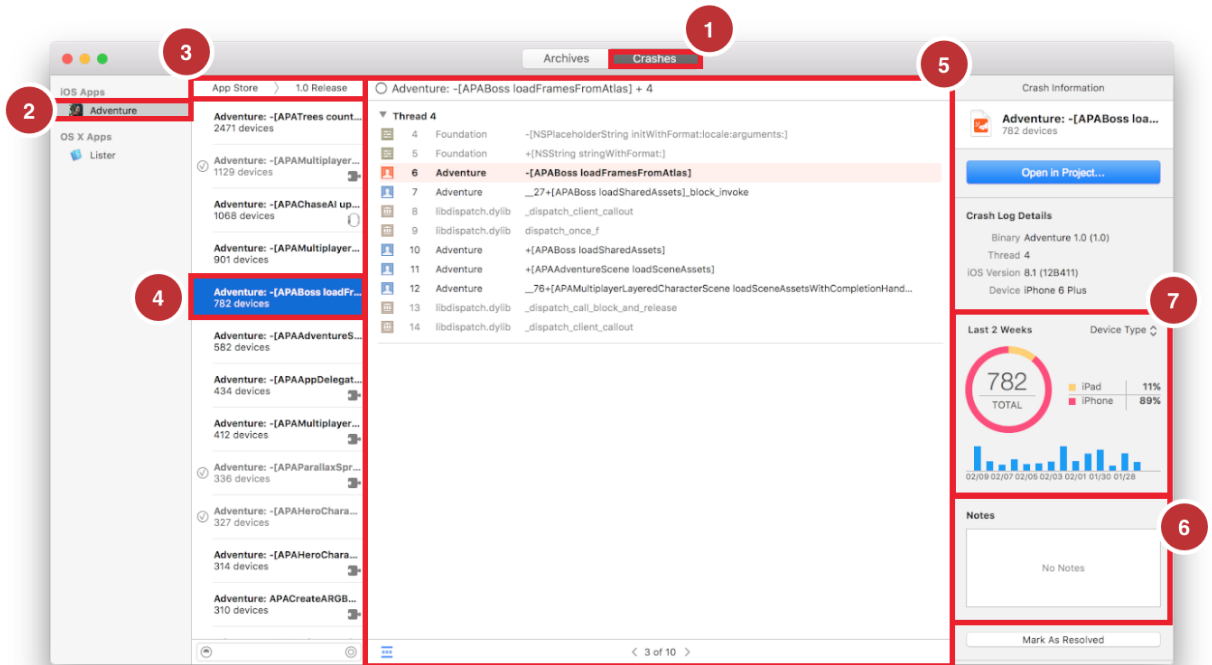 1
Archives
Crashes
3
5
iOS Apps
2
Adventure
OS X Apps
Lister
App Store
1.0 Release
Adventure: -[APATrees count...
2471 devices
Adventure: -[APAMultiplayer...
1129 devices
Adventure: -[APAChaseAI up...
1068 devices
Adventure: -[APAMultiplayer...
901 devices
4
Adventure: -[APABoss loadFr...
782 devices
Adventure: -[APAAdventureS...
582 devices
Adventure: -[APAAppDelegat...
434 devices
Adventure: -[APAMultiplayer...
412 devices
Adventure: -[APAParallaxSpr...
336 devices
Adventure: -[APAHeroChara...
327 devices
Adventure: -[APAHeroChara...
314 devices
Adventure: APACreateARGB...
310 devices
Adventure: -[APABoss loadFramesFromAtlas] + 4
Thread 4
4 Foundation -[NSPlaceholderString initWithFormat:locale:arguments:]
5 Foundation +[NSString stringWithFormat:]
6 Adventure -[APABoss loadFramesFromAtlas]
7 Adventure __27+[APABoss loadSharedAssets]_block_invoke
8 libdispatch.dylib _dispatch_client_callout
9 libdispatch.dylib dispatch_once_f
10 Adventure +[APABoss loadSharedAssets]
11 Adventure +[APAAdventureScene loadSceneAssets]
12 Adventure __76+[APAMultiplayerLayeredCharacterScene loadSceneAssetsWithCompletionHand...
13 libdispatch.dylib _dispatch_call_block_and_release
14 libdispatch.dylib _dispatch_client_callout
3 of 10
Crash Information
Adventure: -[APABoss loa...
782 devices
Open in Project...
Crash Log Details
Binary Adventure 1.0 (1.0)
Thread 4
iOS Version 8.1 (12B411)
Device iPhone 6 Plus
7
Last 2 Weeks
Device Type
782
TOTAL
iPad 11%
iPhone 89%
02/09 02/07 02/05 02/03 02/01 01/30 01/28
Notes
6
No Notes
Mark As Resolved